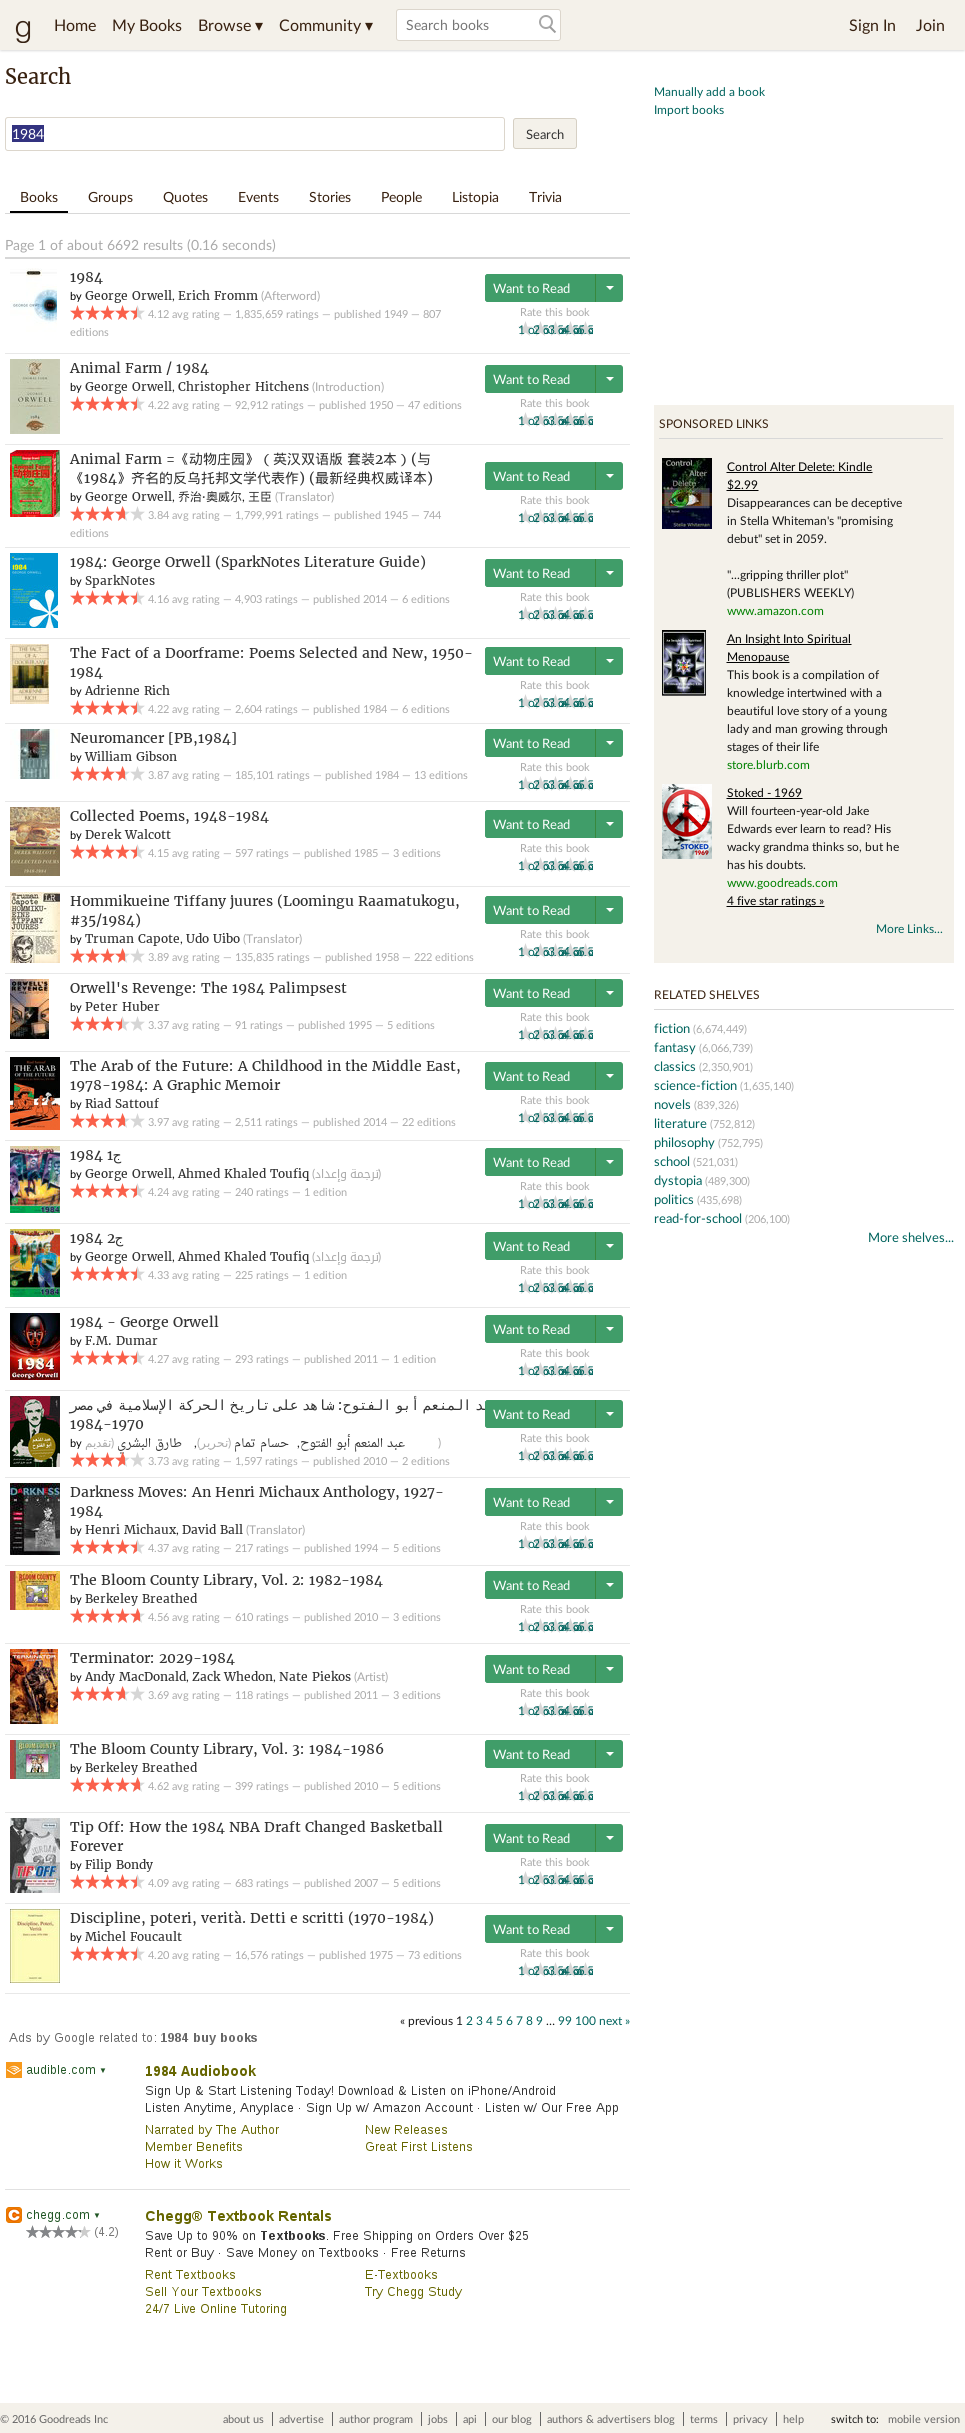 g Home My Books Browse ▾ Community ▾ Search books Sign In Join
Search
1984 Search
Books Groups Quotes Events Stories People Listopia Trivia
Page 1 of about 6692 results (0.16 seconds)
1984
by George Orwell, Erich Fromm (Afterword)
4.12 avg rating — 1,835,659 ratings — published 1949 — 807
editions
Want to Read
Rate this book
Animal Farm / 1984
by George Orwell, Christopher Hitchens (Introduction)
4.22 avg rating — 92,912 ratings — published 1950 — 47 editions
Want to Read
Rate this book
Animal Farm =《动物庄园》（英汉双语版 套装2本）(与
《1984》齐名的反乌托邦文学代表作) (最新经典权威译本)
by George Orwell, 乔治·奥威尔, 王臣 (Translator)
3.84 avg rating — 1,799,991 ratings — published 1945 — 744
editions
Want to Read
Rate this book
1984: George Orwell (SparkNotes Literature Guide)
by SparkNotes
4.16 avg rating — 4,903 ratings — published 2014 — 6 editions
Want to Read
Rate this book
The Fact of a Doorframe: Poems Selected and New, 1950-
1984
by Adrienne Rich
4.22 avg rating — 2,604 ratings — published 1984 — 6 editions
Want to Read
Rate this book
Neuromancer [PB,1984]
by William Gibson
3.87 avg rating — 185,101 ratings — published 1984 — 13 editions
Want to Read
Rate this book
Collected Poems, 1948-1984
by Derek Walcott
4.15 avg rating — 597 ratings — published 1985 — 3 editions
Want to Read
Rate this book
Hommikueine Tiffany juures (Loomingu Raamatukogu,
#35/1984)
by Truman Capote, Udo Uibo (Translator)
3.89 avg rating — 135,835 ratings — published 1958 — 222 editions
Want to Read
Rate this book
Orwell's Revenge: The 1984 Palimpsest
by Peter Huber
3.37 avg rating — 91 ratings — published 1995 — 5 editions
Want to Read
Rate this book
The Arab of the Future: A Childhood in the Middle East,
1978-1984: A Graphic Memoir
by Riad Sattouf
3.97 avg rating — 2,511 ratings — published 2014 — 22 editions
Want to Read
Rate this book
1984 ج1
by George Orwell, Ahmed Khaled Toufiq (ترجمة وإعداد)
4.24 avg rating — 240 ratings — 1 edition
Want to Read
Rate this book
1984 ج2
by George Orwell, Ahmed Khaled Toufiq (ترجمة وإعداد)
4.33 avg rating — 225 ratings — 1 edition
Want to Read
Rate this book
1984 - George Orwell
by F.M. Dumar
4.27 avg rating — 293 ratings — published 2011 — 1 edition
Want to Read
Rate this book
المنعم أبو الفتوح: شاهد على تاريخ الحركة الإسلامية في مصر
1984-1970
by عبد المنعم أبو الفتوح, حسام تمام (تحرير), طارق البشري (تقديم)
3.73 avg rating — 1,597 ratings — published 2010 — 2 editions
Want to Read
Rate this book
Darkness Moves: An Henri Michaux Anthology, 1927-
1984
by Henri Michaux, David Ball (Translator)
4.37 avg rating — 217 ratings — published 1994 — 5 editions
Want to Read
Rate this book
The Bloom County Library, Vol. 2: 1982-1984
by Berkeley Breathed
4.56 avg rating — 610 ratings — published 2010 — 3 editions
Want to Read
Rate this book
Terminator: 2029-1984
by Andy MacDonald, Zack Whedon, Nate Piekos (Artist)
3.69 avg rating — 118 ratings — published 2011 — 3 editions
Want to Read
Rate this book
The Bloom County Library, Vol. 3: 1984-1986
by Berkeley Breathed
4.62 avg rating — 399 ratings — published 2010 — 5 editions
Want to Read
Rate this book
Tip Off: How the 1984 NBA Draft Changed Basketball
Forever
by Filip Bondy
4.09 avg rating — 683 ratings — published 2007 — 5 editions
Want to Read
Rate this book
Discipline, poteri, verità. Detti e scritti (1970-1984)
by Michel Foucault
4.20 avg rating — 16,576 ratings — published 1975 — 73 editions
Want to Read
Rate this book
« previous 1 2 3 4 5 6 7 8 9 … 99 100 next »
Ads by Google related to: 1984 buy books
audible.com ▾
1984 Audiobook
Sign Up & Start Listening Today! Download & Listen on iPhone/Android
Listen Anytime, Anyplace · Sign Up w/ Amazon Account · Listen w/ Our Free App
Narrated by The Author New Releases
Member Benefits Great First Listens
How it Works
chegg.com ▾
(4.2)
Chegg® Textbook Rentals
Save Up to 90% on Textbooks. Free Shipping on Orders Over $25
Rent or Buy · Save Money on Textbooks · Free Returns
Rent Textbooks E-Textbooks
Sell Your Textbooks Try Chegg Study
24/7 Live Online Tutoring
Manually add a book
Import books
SPONSORED LINKS
Control Alter Delete: Kindle
$2.99
Disappearances can be deceptive
in Stella Whiteman's "promising
debut" set in 2059.
"...gripping thriller plot"
(PUBLISHERS WEEKLY)
www.amazon.com
An Insight Into Spiritual
Menopause
This book is a compilation of
knowledge intertwined with a
beautiful love story of a young
lady and man growing through
stages of their life
store.blurb.com
Stoked - 1969
Will fourteen-year-old Jake
Edwards ever learn to read? His
wacky grandma thinks so, but he
has his doubts.
www.goodreads.com
4 five star ratings »
More Links...
RELATED SHELVES
fiction (6,674,449)
fantasy (6,066,739)
classics (2,350,901)
science-fiction (1,635,140)
novels (839,326)
literature (752,812)
philosophy (752,795)
school (521,031)
dystopia (489,300)
politics (435,698)
read-for-school (206,100)
More shelves...
© 2016 Goodreads Inc about us advertise author program jobs api our blog authors & advertisers blog terms privacy help switch to: mobile version